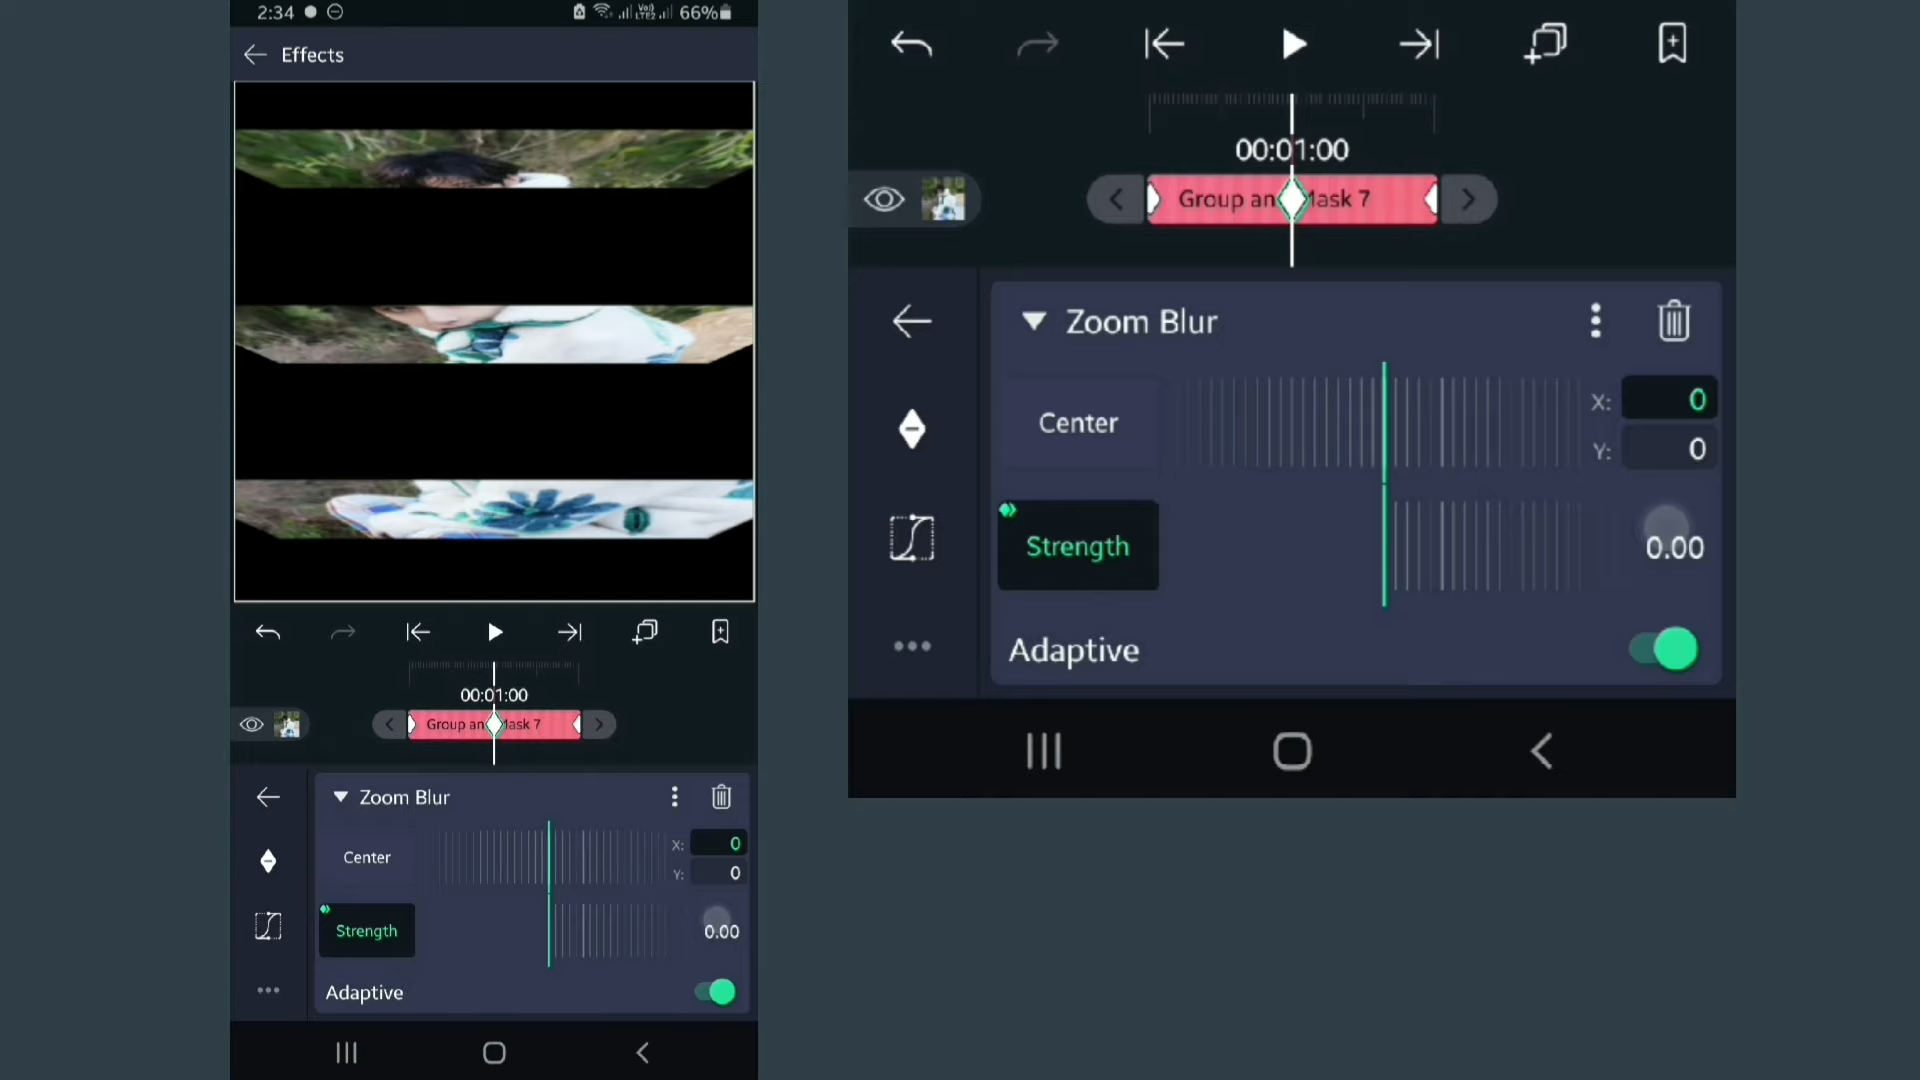 2:34 66%
Effects
00:01:00
Group an Mask 7
Zoom Blur
Center
X: 0
Y: 0
Strength
0.00
Adaptive
00:01:00
Group an Mask 7
Zoom Blur
Center
X: 0
Y: 0
Strength
0.00
Adaptive